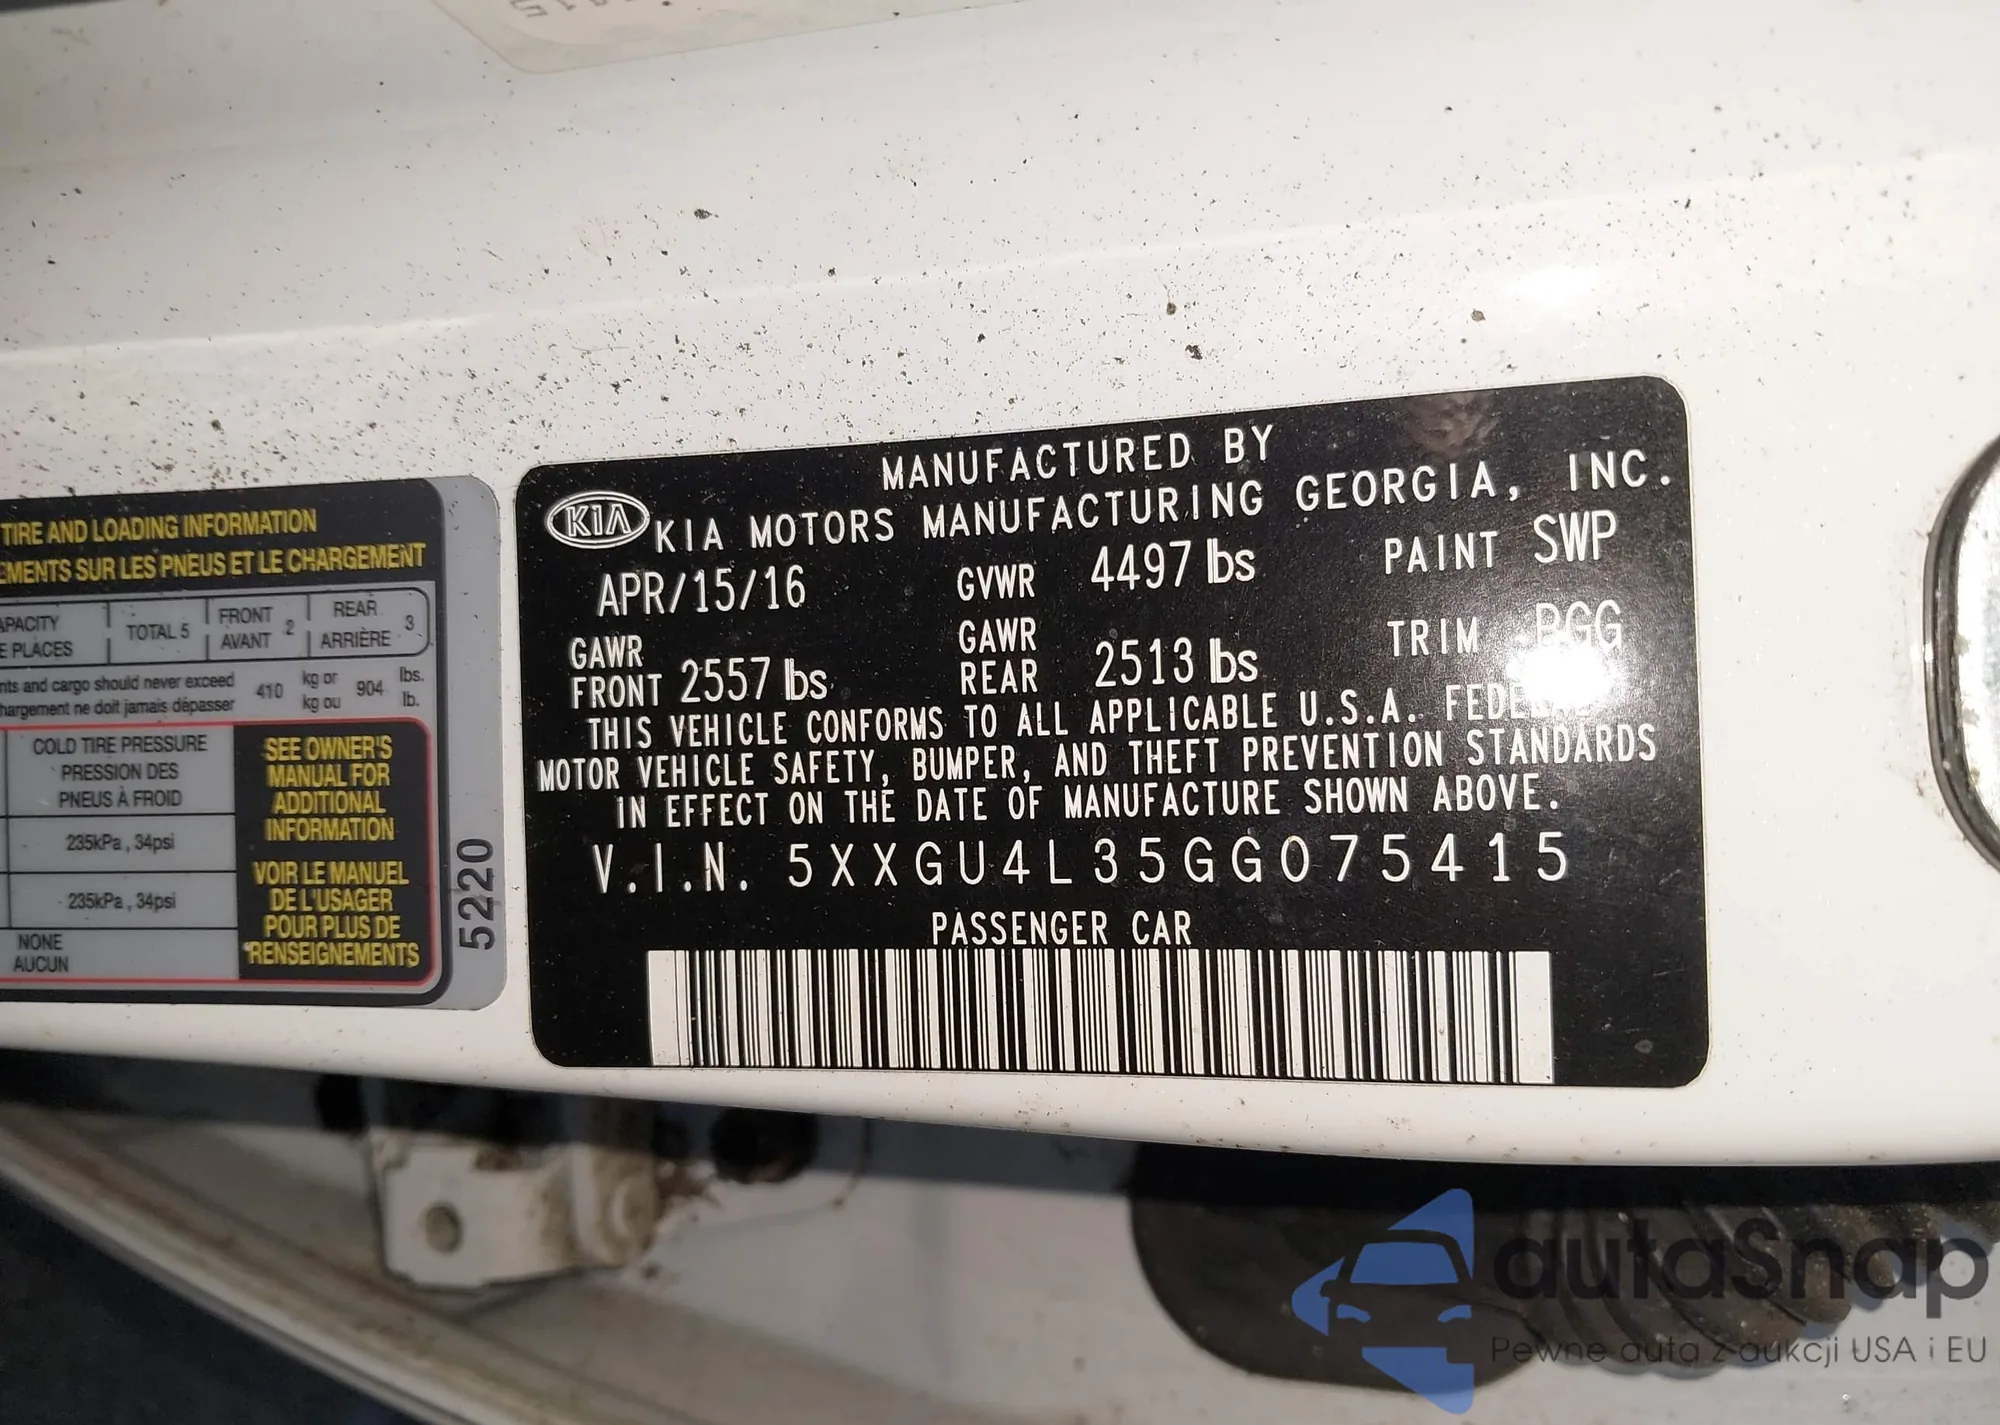 TIRE AND LOADING INFORMATION
EMENTS SUR LES PNEUS ET LE CHARGEMENT
APACITY TOTAL 5 FRONT 2 REAR 3
E PLACES AVANT ARRIÈRE
nts and cargo should never exceed 410 kg or 904 lbs.
hargement ne doit jamais dépasser kg ou lb.
COLD TIRE PRESSURE
PRESSION DES
PNEUS À FROID
235kPa, 34psi
235kPa, 34psi
NONE
AUCUN
SEE OWNER'S
MANUAL FOR
ADDITIONAL
INFORMATION
VOIR LE MANUEL
DE L'USAGER
POUR PLUS DE
RENSEIGNEMENTS
5220
MANUFACTURED BY
KIA KIA MOTORS MANUFACTURING GEORGIA, INC.
APR/15/16 GVWR 4497 lbs PAINT SWP
GAWR FRONT 2557 lbs GAWR REAR 2513 lbs TRIM
THIS VEHICLE CONFORMS TO ALL APPLICABLE U.S.A. FEDERAL
MOTOR VEHICLE SAFETY, BUMPER, AND THEFT PREVENTION STANDARDS
IN EFFECT ON THE DATE OF MANUFACTURE SHOWN ABOVE.
V.I.N. 5XXGU4L35GG075415
PASSENGER CAR
autaSnap
Pewne auta z aukcji USA i EU